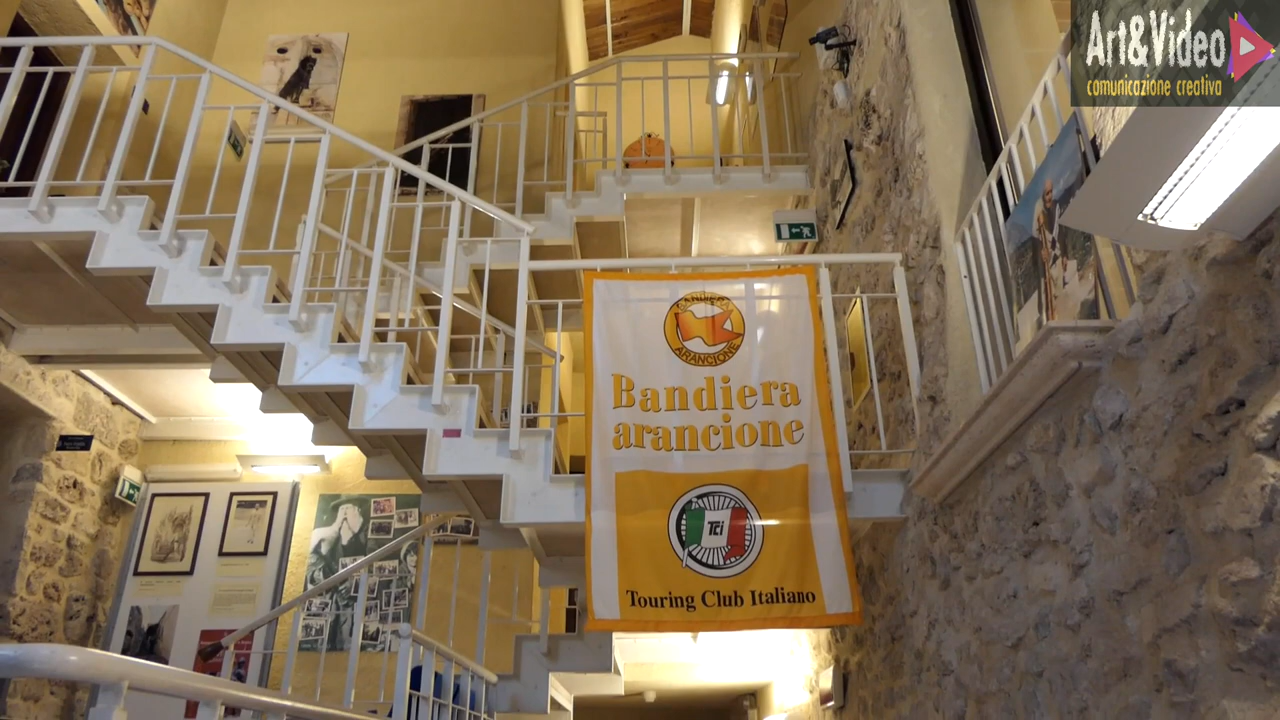 Art&Video
comunicazione creativa
BANDIERA
ARANCIONE
Bandiera
arancione
Tci
Touring Club Italiano